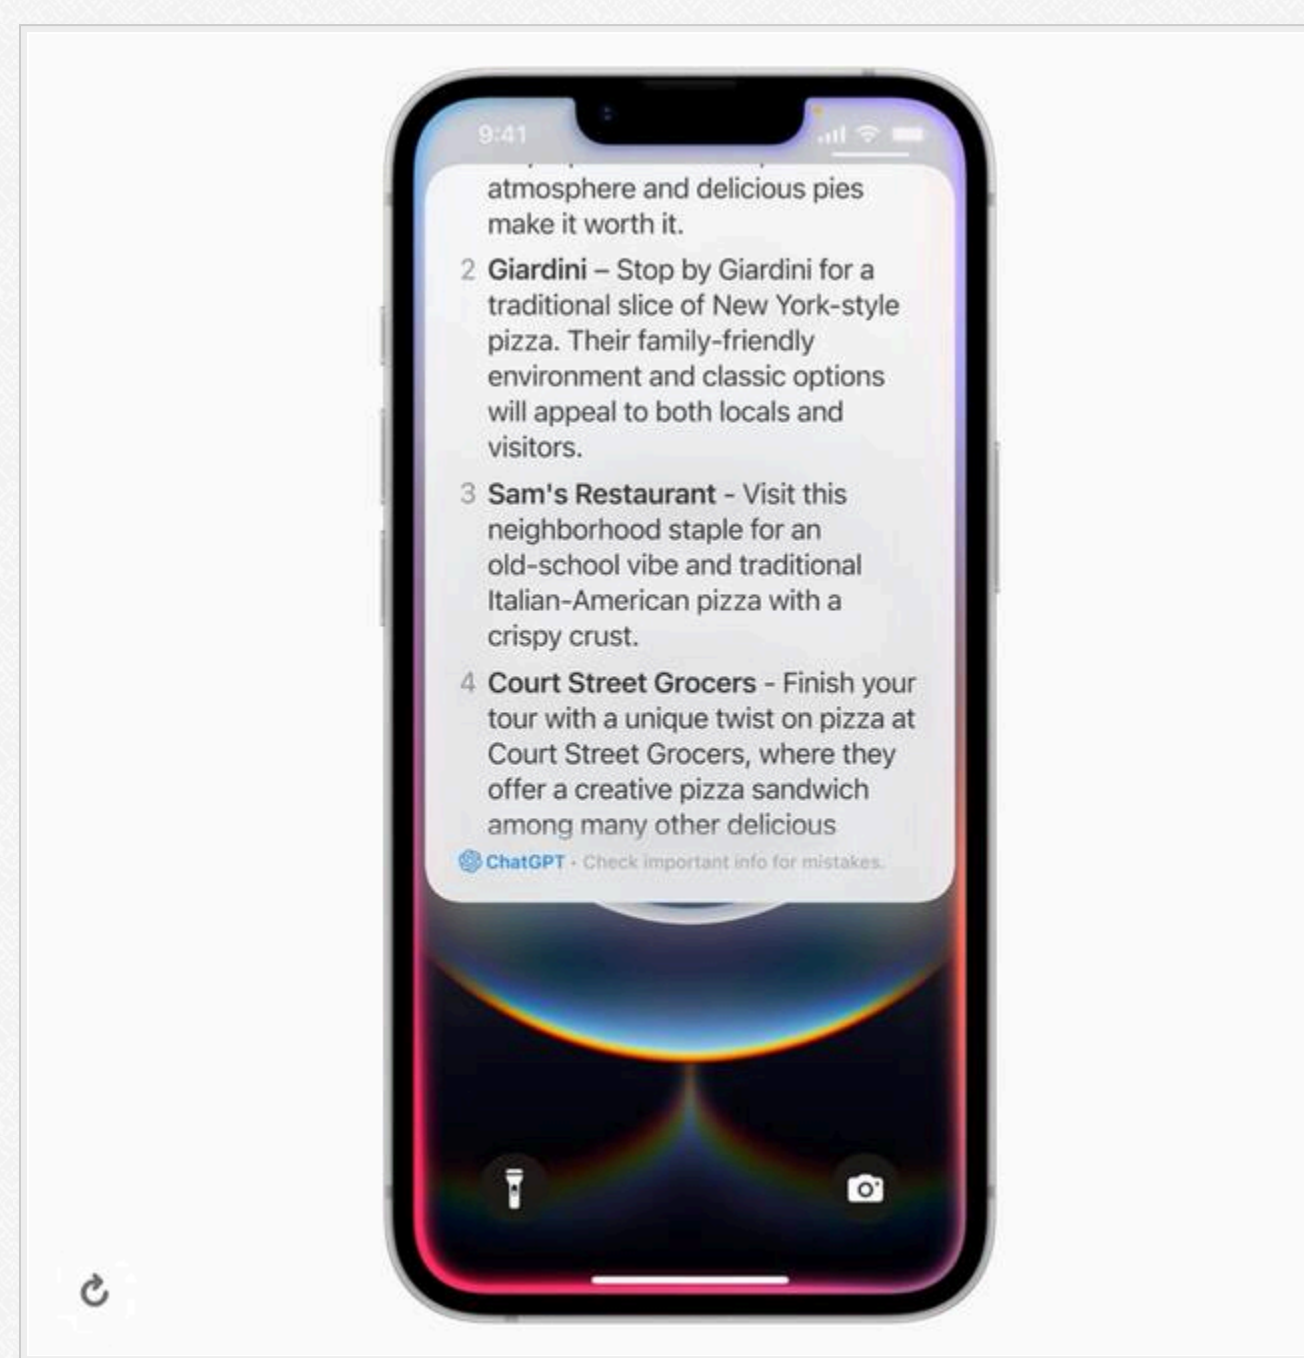 9:41
atmosphere and delicious pies
make it worth it.
2 Giardini – Stop by Giardini for a
traditional slice of New York-style
pizza. Their family-friendly
environment and classic options
will appeal to both locals and
visitors.
3 Sam's Restaurant - Visit this
neighborhood staple for an
old-school vibe and traditional
Italian-American pizza with a
crispy crust.
4 Court Street Grocers - Finish your
tour with a unique twist on pizza at
Court Street Grocers, where they
offer a creative pizza sandwich
among many other delicious
ChatGPT • Check important info for mistakes.